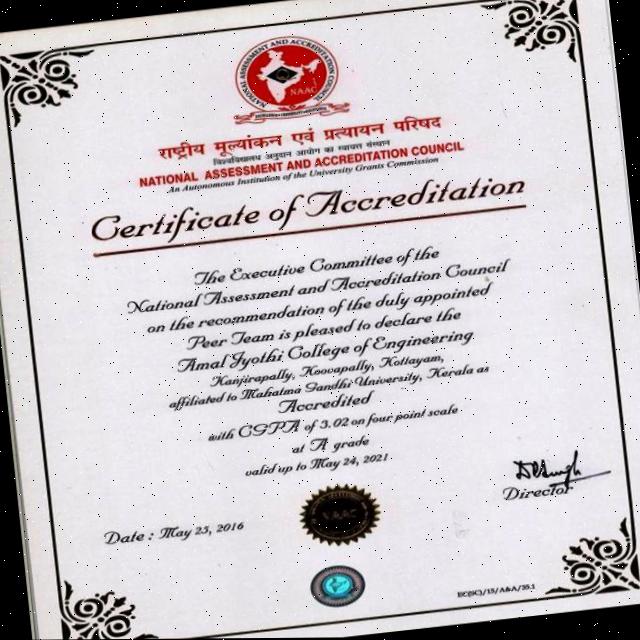 NATIONAL ASSESSMENT AND ACCREDITATION COUNCIL
NAAC
राष्ट्रीय मूल्यांकन एवं प्रत्यायन परिषद
विश्वविद्यालय अनुदान आयोग का स्वायत्त संस्थान
NATIONAL ASSESSMENT AND ACCREDITATION COUNCIL
An Autonomous Institution of the University Grants Commission
Certificate of Accreditation
The Executive Committee of the
National Assessment and Accreditation Council
on the recommendation of the duly appointed
Peer Team is pleased to declare the
Amal Jyothi College of Engineering
Kanjirapally, Koovapally, Kottayam,
affiliated to Mahatma Gandhi University, Kerala as
Accredited
with CGPA of 3.02 on four point scale
at A grade
valid up to May 24, 2021
Director
Date : May 25, 2016
NAAC
EC(SC)/15/A&A/35.1